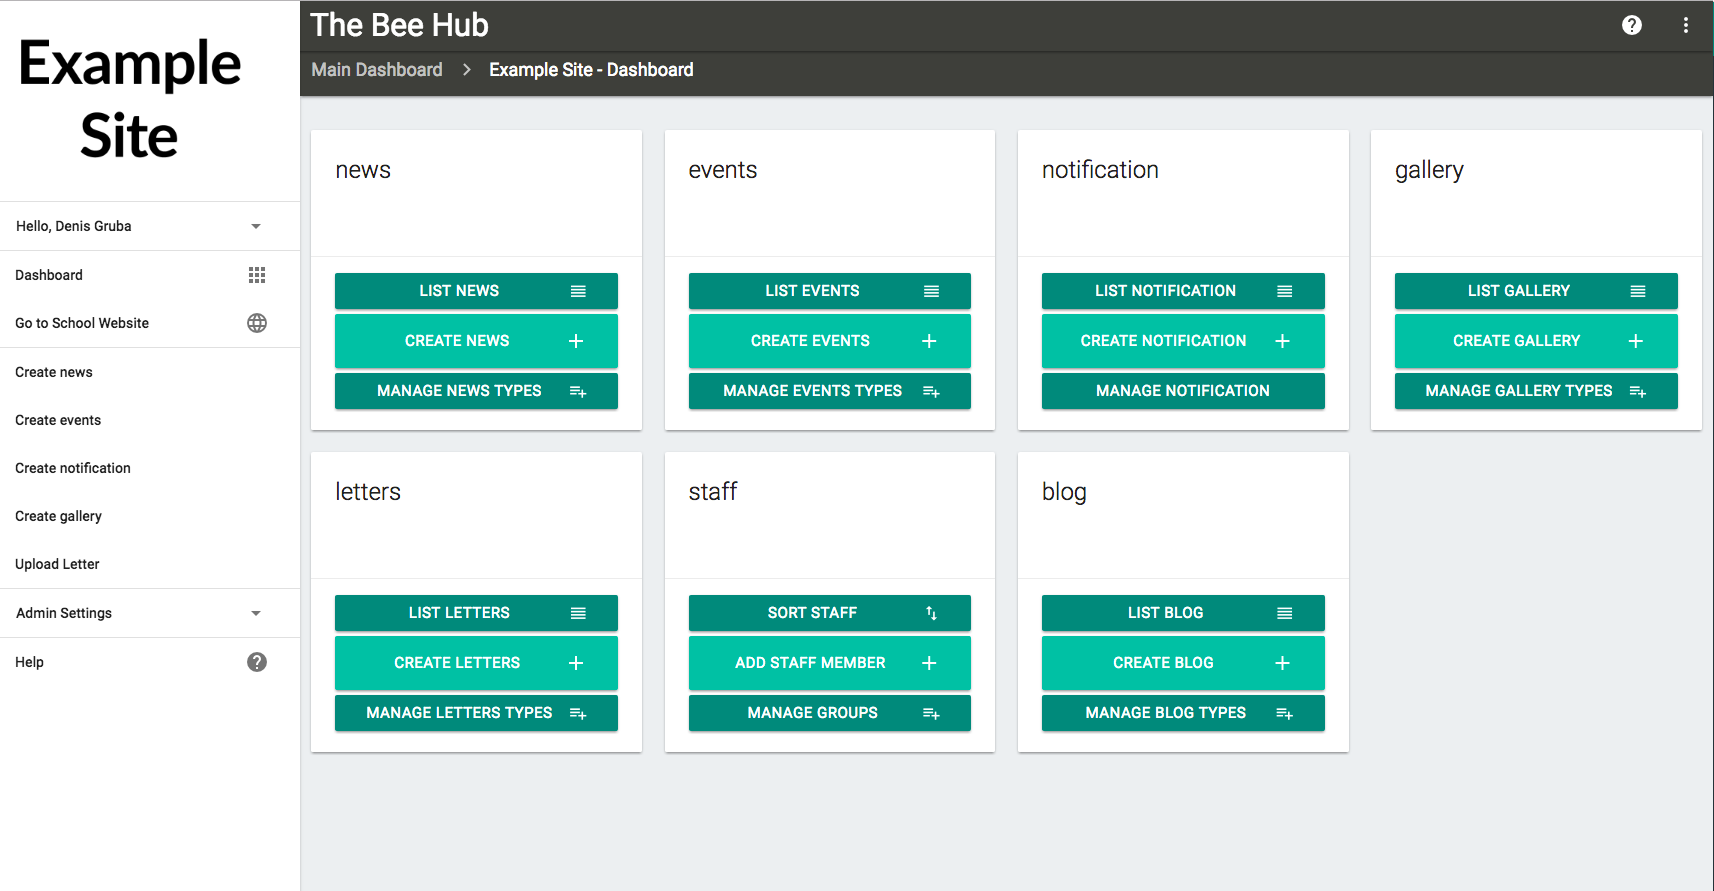 Example
Site
Hello, Denis Gruba
Dashboard
Go to School Website
Create news
Create events
Create notification
Create gallery
Upload Letter
Admin Settings
Help
The Bee Hub
Main Dashboard > Example Site - Dashboard
news
LIST NEWS
CREATE NEWS
MANAGE NEWS TYPES
events
LIST EVENTS
CREATE EVENTS
MANAGE EVENTS TYPES
notification
LIST NOTIFICATION
CREATE NOTIFICATION
MANAGE NOTIFICATION
gallery
LIST GALLERY
CREATE GALLERY
MANAGE GALLERY TYPES
letters
LIST LETTERS
CREATE LETTERS
MANAGE LETTERS TYPES
staff
SORT STAFF
ADD STAFF MEMBER
MANAGE GROUPS
blog
LIST BLOG
CREATE BLOG
MANAGE BLOG TYPES